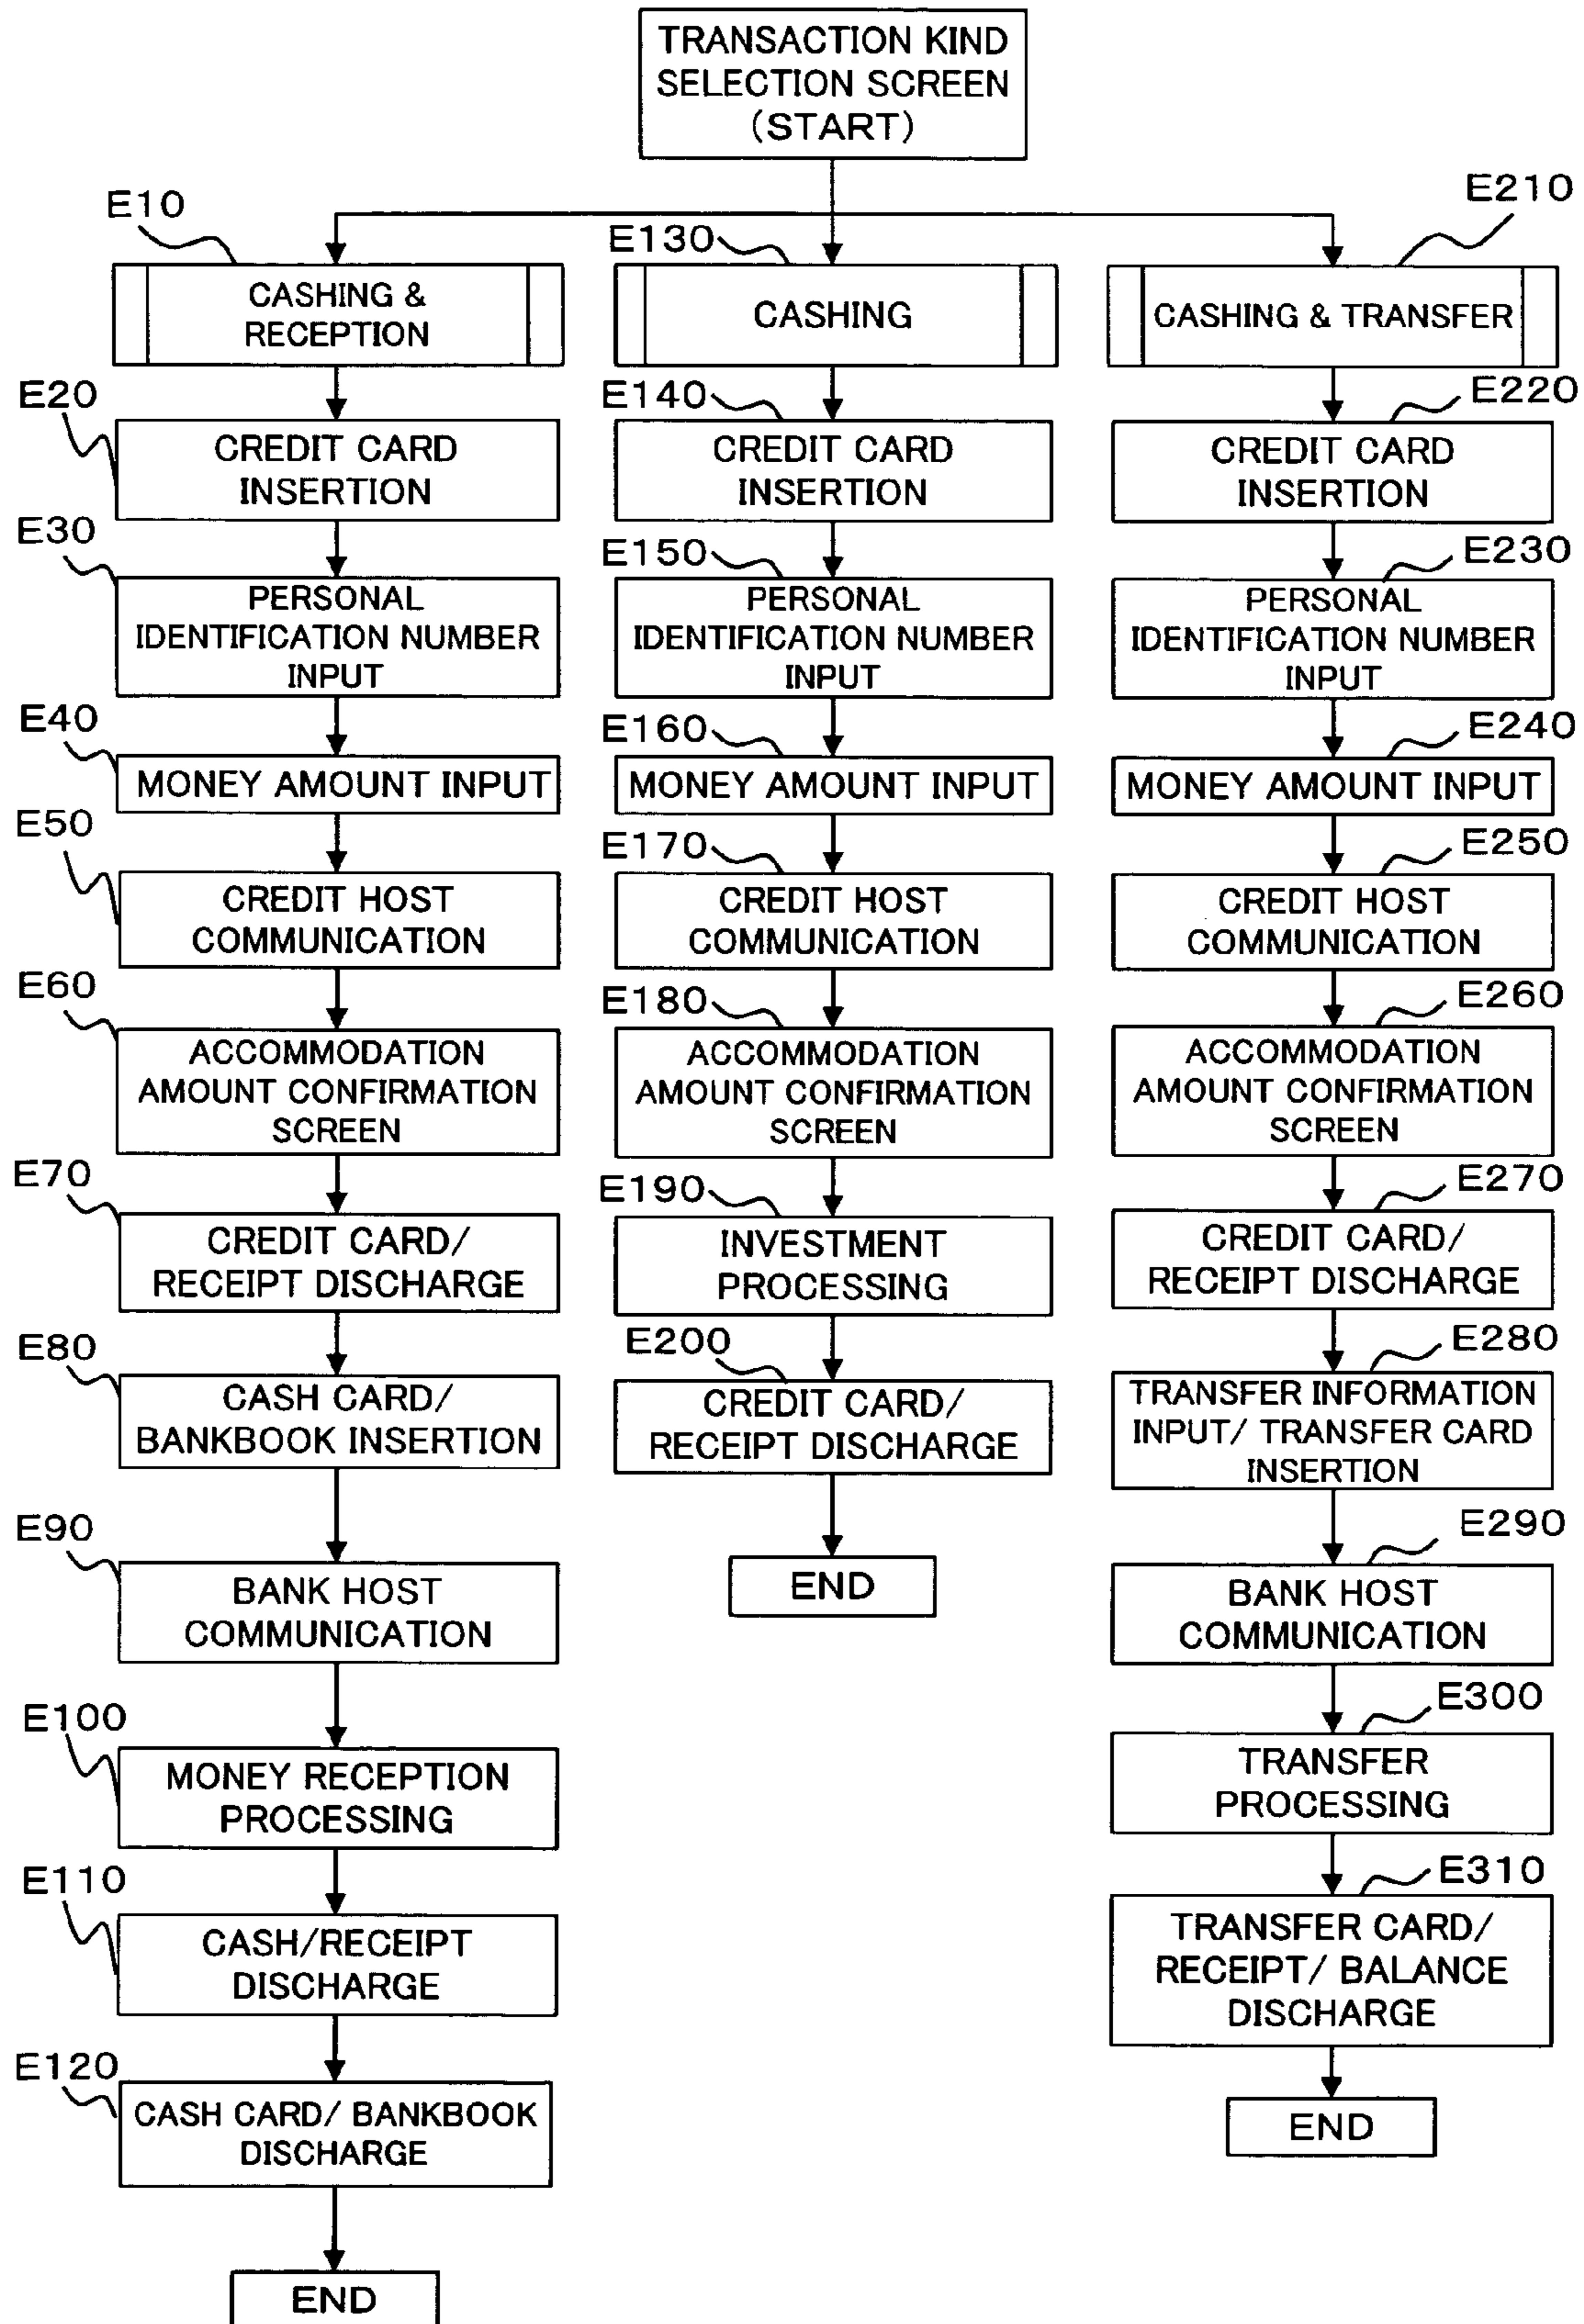 TRANSACTION KIND
SELECTION SCREEN
(START)
E10
CASHING &
RECEPTION
E20
CREDIT CARD
INSERTION
E30
PERSONAL
IDENTIFICATION NUMBER
INPUT
E40
MONEY AMOUNT INPUT
E50
CREDIT HOST
COMMUNICATION
E60
ACCOMMODATION
AMOUNT CONFIRMATION
SCREEN
E70
CREDIT CARD/
RECEIPT DISCHARGE
E80
CASH CARD/
BANKBOOK INSERTION
E90
BANK HOST
COMMUNICATION
E100
MONEY RECEPTION
PROCESSING
E110
CASH/RECEIPT
DISCHARGE
E120
CASH CARD/ BANKBOOK
DISCHARGE
END
E130
CASHING
E140
CREDIT CARD
INSERTION
E150
PERSONAL
IDENTIFICATION NUMBER
INPUT
E160
MONEY AMOUNT INPUT
E170
CREDIT HOST
COMMUNICATION
E180
ACCOMMODATION
AMOUNT CONFIRMATION
SCREEN
E190
INVESTMENT
PROCESSING
E200
CREDIT CARD/
RECEIPT DISCHARGE
END
E210
CASHING & TRANSFER
E220
CREDIT CARD
INSERTION
E230
PERSONAL
IDENTIFICATION NUMBER
INPUT
E240
MONEY AMOUNT INPUT
E250
CREDIT HOST
COMMUNICATION
E260
ACCOMMODATION
AMOUNT CONFIRMATION
SCREEN
E270
CREDIT CARD/
RECEIPT DISCHARGE
E280
TRANSFER INFORMATION
INPUT/ TRANSFER CARD
INSERTION
E290
BANK HOST
COMMUNICATION
E300
TRANSFER
PROCESSING
E310
TRANSFER CARD/
RECEIPT/ BALANCE
DISCHARGE
END